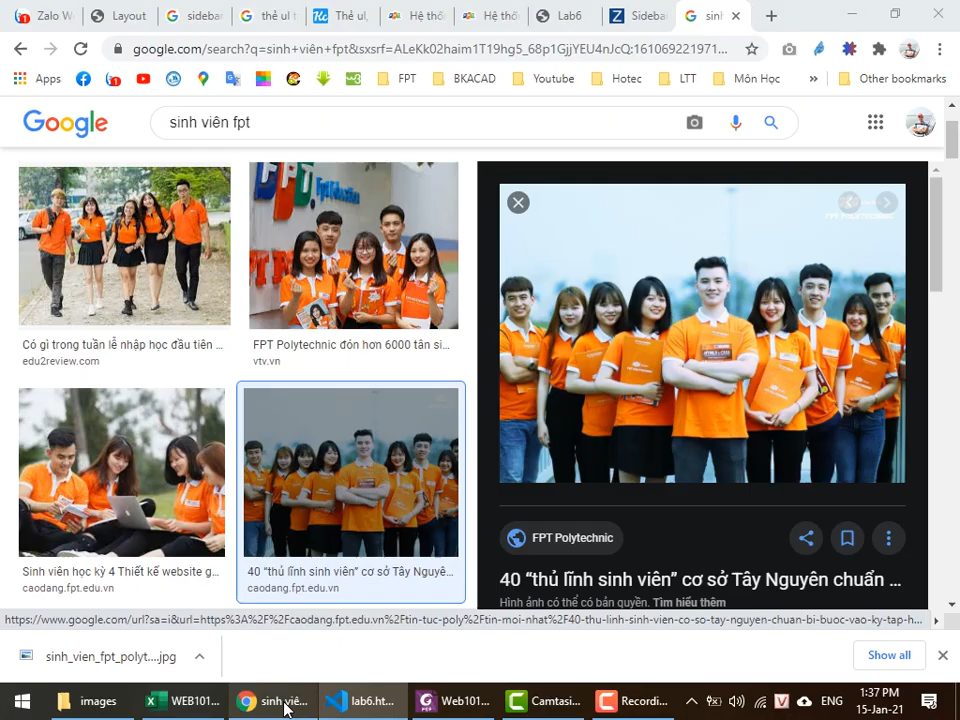 Zalo W
Layout
sideba
thẻ ul t
Thẻ ul,
Hệ thố
Hệ thố
Lab6
Sideba
sinh
google.com/search?q=sinh+viên+fpt&sxsrf=ALeKk02haim1T19hg5_68p1GjjYEU4nJcQ:161069221971...
Apps
FPT
BKACAD
Youtube
Hotec
LTT
Môn Học
»
Other bookmarks
Google
sinh viên fpt
FPT
FPT POLYTECHNIC
Có gì trong tuần lễ nhập học đầu tiên ...
edu2review.com
FPT Polytechnic đón hơn 6000 tân si...
vtv.vn
Sinh viên học kỳ 4 Thiết kế website g...
caodang.fpt.edu.vn
40 “thủ lĩnh sinh viên” cơ sở Tây Nguyê...
caodang.fpt.edu.vn
FPT Polytechnic
40 “thủ lĩnh sinh viên” cơ sở Tây Nguyên chuẩn ...
Hình ảnh có thể có bản quyền. Tìm hiểu thêm
https://www.google.com/url?sa=i&url=https%3A%2F%2Fcaodang.fpt.edu.vn%2Ftin-tuc-poly%2Ftin-moi-nhat%2F40-thu-linh-sinh-vien-co-so-tay-nguyen-chuan-bi-buoc-vao-ky-tap-h...
sinh_vien_fpt_polyt....jpg
Show all
images
WEB101...
sinh viê...
lab6.ht...
Web101...
Camtasi...
Recordi...
ENG
1:37 PM
15-Jan-21